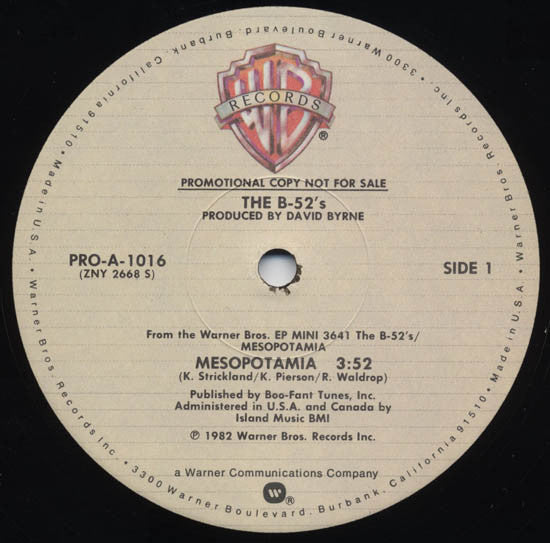 WB
RECORDS
®
PROMOTIONAL COPY NOT FOR SALE
THE B-52's
PRODUCED BY DAVID BYRNE
PRO-A-1016
(ZNY 2668 S)
SIDE 1
From the Warner Bros. EP MINI 3641 The B-52's/
MESOPOTAMIA
MESOPOTAMIA 3:52
(K. Strickland/K. Pierson/R. Waldrop)
Published by Boo-Fant Tunes, Inc.
Administered in U.S.A. and Canada by
Island Music BMI
℗ 1982 Warner Bros. Records Inc.
a Warner Communications Company
®
Warner Bros. Records Inc. • 3300 Warner Boulevard, Burbank, California 91510 • Made in U.S.A. •
Warner Bros. Records Inc. • 3300 Warner Boulevard, Burbank, California 91510 • Made in U.S.A. •